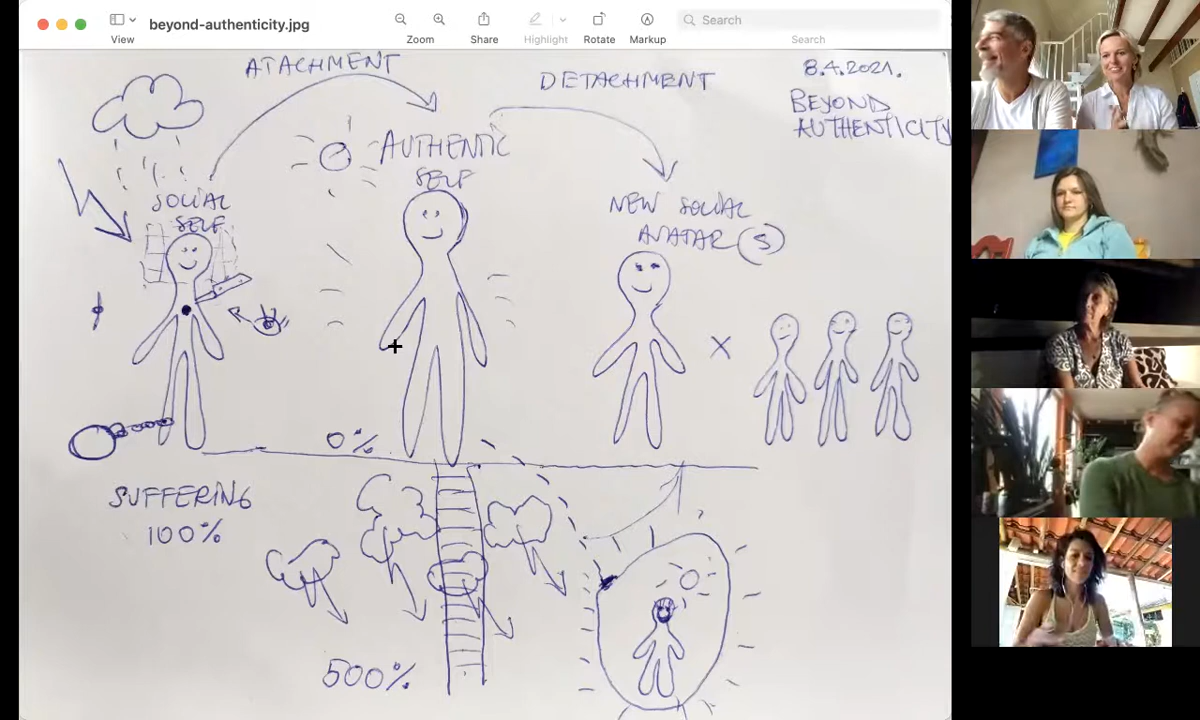 beyond-authenticity.jpg
View
Zoom
Share
Highlight
Rotate
Markup
Search
Search
ATACHMENT
DETACHMENT
8.4.2021.
BEYOND
AUTHENTICITY
AUTHENTIC
SELF
SOCIAL
SELF
NEW SOCIAL
AVATAR (S)
X
0%
SUFFERING
100%
500%